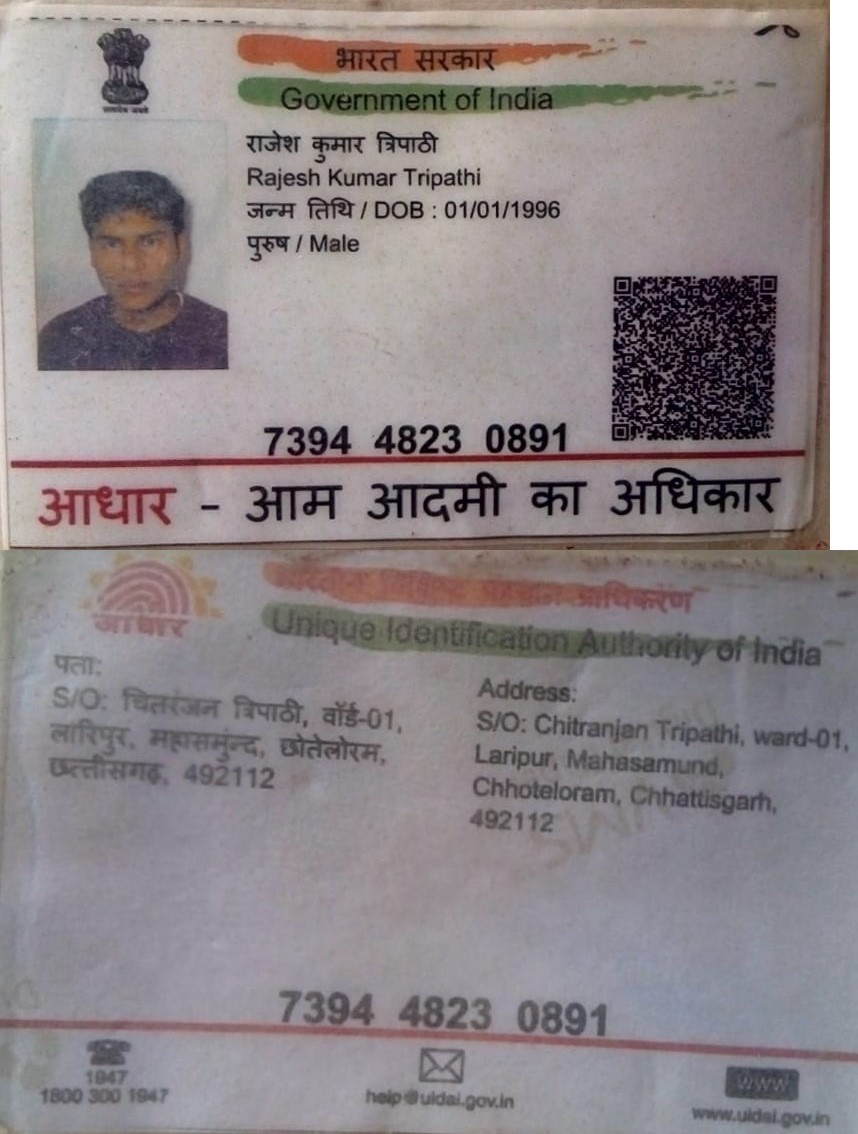 भारत सरकार
Government of India
राजेश कुमार त्रिपाठी
Rajesh Kumar Tripathi
जन्म तिथि / DOB : 01/01/1996
पुरुष / Male
7394 4823 0891
आधार - आम आदमी का अधिकार
पहचान प्राधिकरण
आधार
Unique Identification Authority of India
पता:
S/O: चितरंजन त्रिपाठी, वॉर्ड-01,
लारिपुर, महासमुंन्द, छोतेलोरम,
छत्तीसगढ़, 492112
Address:
S/O: Chitranjan Tripathi, ward-01,
Laripur, Mahasamund,
Chhoteloram, Chhattisgarh,
492112
7394 4823 0891
1947
1800 300 1947
help@uidai.gov.in
www
www.uidai.gov.in